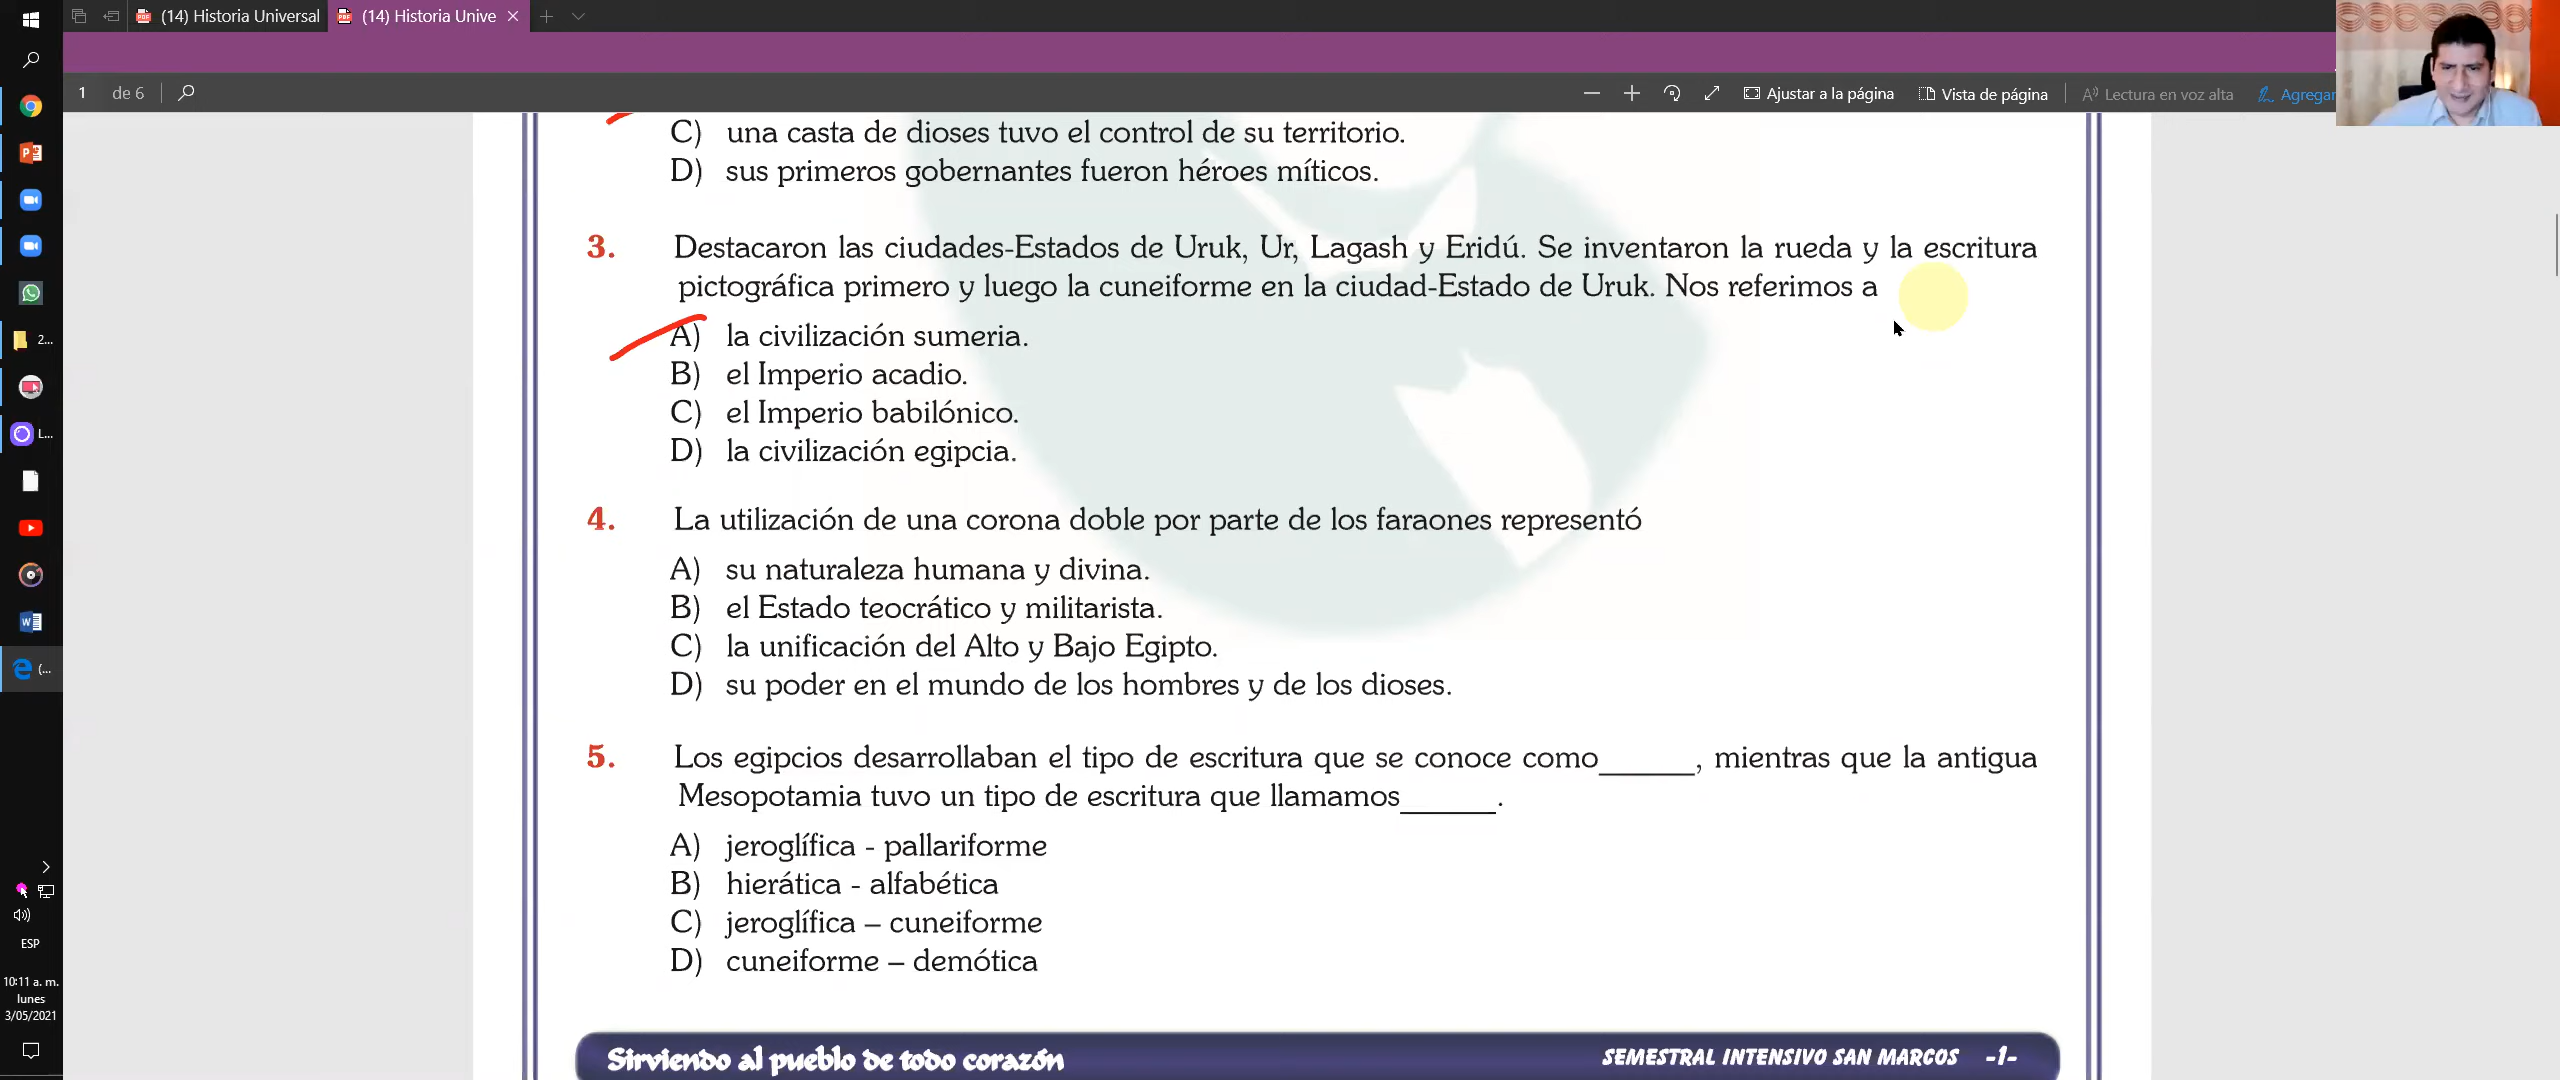 (14) Historia Universal
(14) Historia Unive
1 de 6
Ajustar a la página
Vista de página
Lectura en voz alta
Agregar
C) una casta de dioses tuvo el control de su territorio.
D) sus primeros gobernantes fueron héroes míticos.
3. Destacaron las ciudades-Estados de Uruk, Ur, Lagash y Eridú. Se inventaron la rueda y la escritura
pictográfica primero y luego la cuneiforme en la ciudad-Estado de Uruk. Nos referimos a
A) la civilización sumeria.
B) el Imperio acadio.
C) el Imperio babilónico.
D) la civilización egipcia.
4. La utilización de una corona doble por parte de los faraones representó
A) su naturaleza humana y divina.
B) el Estado teocrático y militarista.
C) la unificación del Alto y Bajo Egipto.
D) su poder en el mundo de los hombres y de los dioses.
5. Los egipcios desarrollaban el tipo de escritura que se conoce como______, mientras que la antigua
Mesopotamia tuvo un tipo de escritura que llamamos______.
A) jeroglífica - pallariforme
B) hierática - alfabética
C) jeroglífica – cuneiforme
D) cuneiforme – demótica
Sirviendo al pueblo de todo corazón
SEMESTRAL INTENSIVO SAN MARCOS -1-
2...
L...
(...
ESP
10:11 a. m.
lunes
3/05/2021